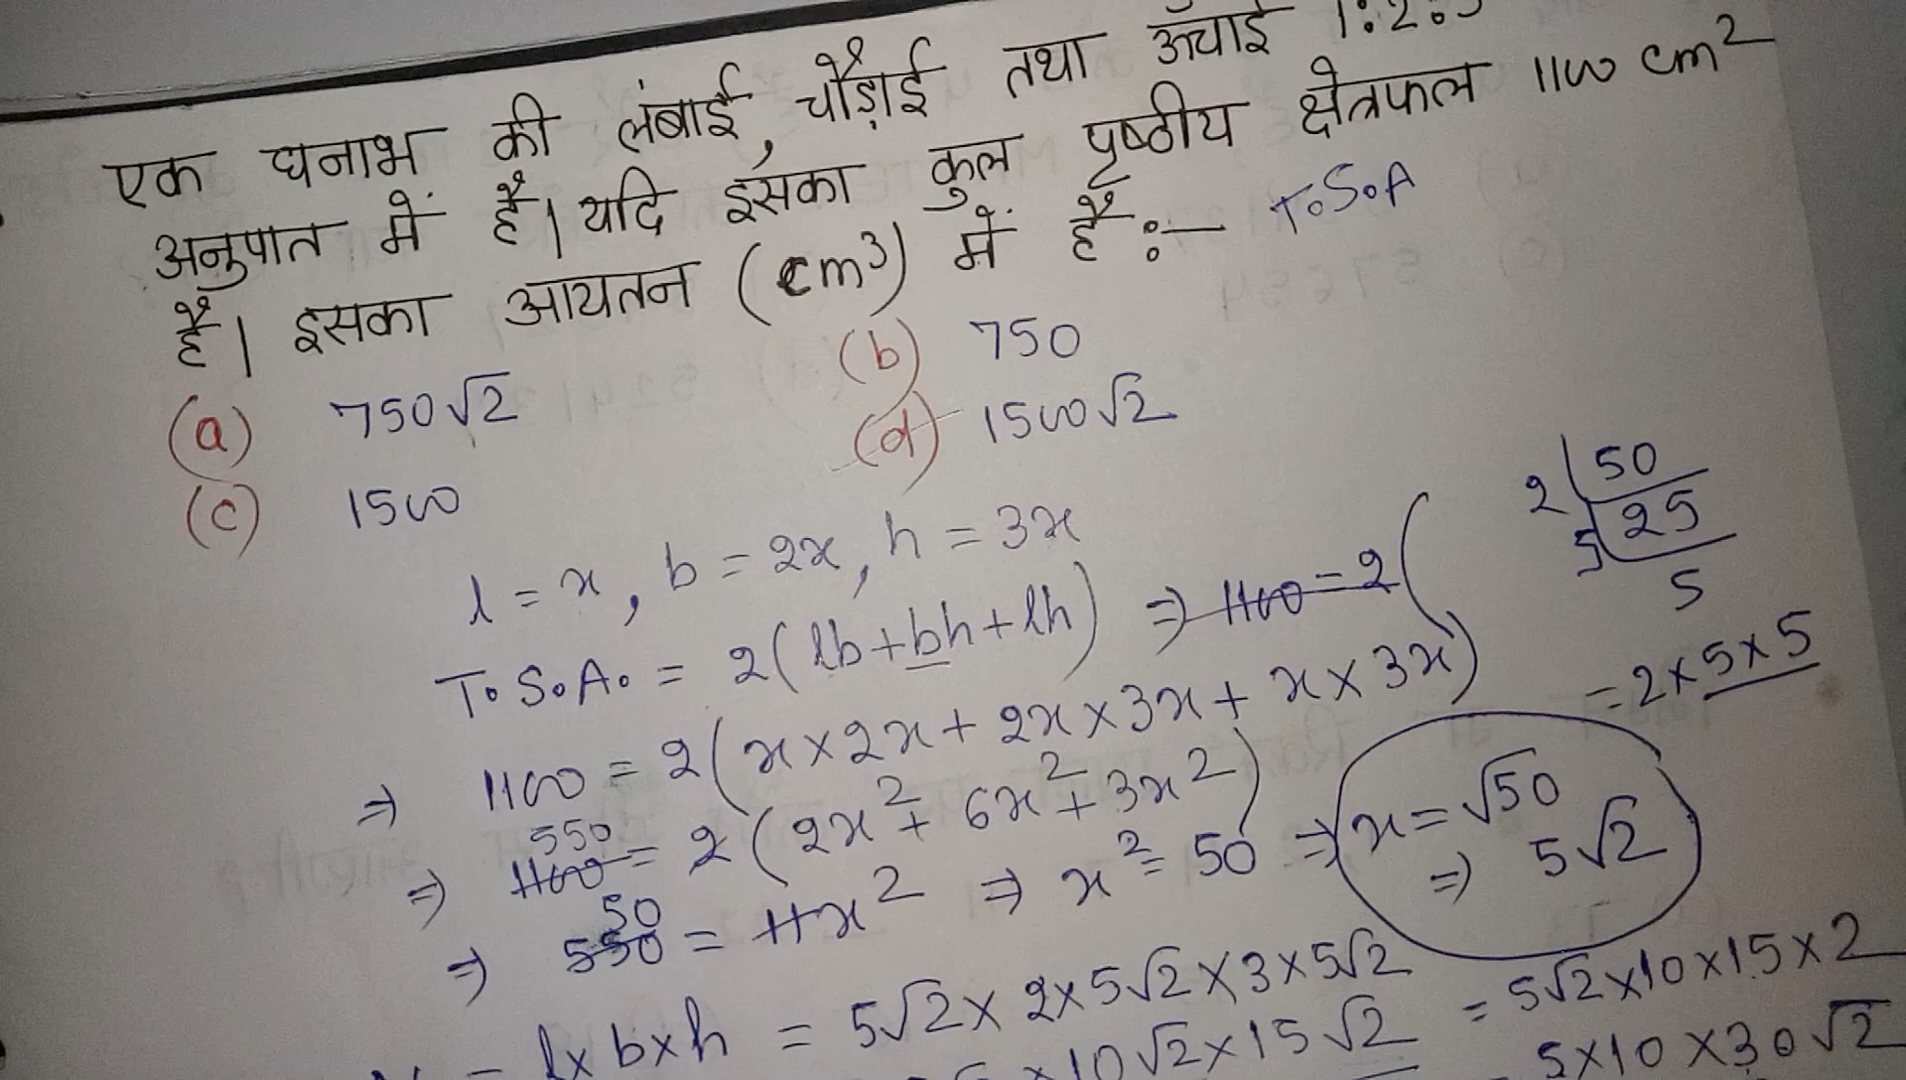 एक घनाभ की लंबाई, चौड़ाई तथा ऊँचाई 1:2:3
अनुपात में है। यदि इसका कुल पृष्ठीय क्षेत्रफल 1100 cm²
है। इसका आयतन (cm³) में है:- T.S.A
(a) 750√2 (b) 750
(c) 1500 (d) 1500√2
l = x, b = 2x, h = 3x
T.S.A. = 2(lb+bh+lh) ⇒ 1100 = 2(
⇒ 1100 = 2(x×2x + 2x×3x + x×3x)
550
⇒ 1100 = 2(2x² + 6x² + 3x²)
50
⇒ 550 = 11x² ⇒ x² = 50 ⇒ x = √50
⇒ 5√2
2 50
5 25
5
= 2×5×5
= l×b×h = 5√2 × 2×5√2 × 3×5√2 = 5√2×10×15×2
×10√2×15√2
5×10×30√2